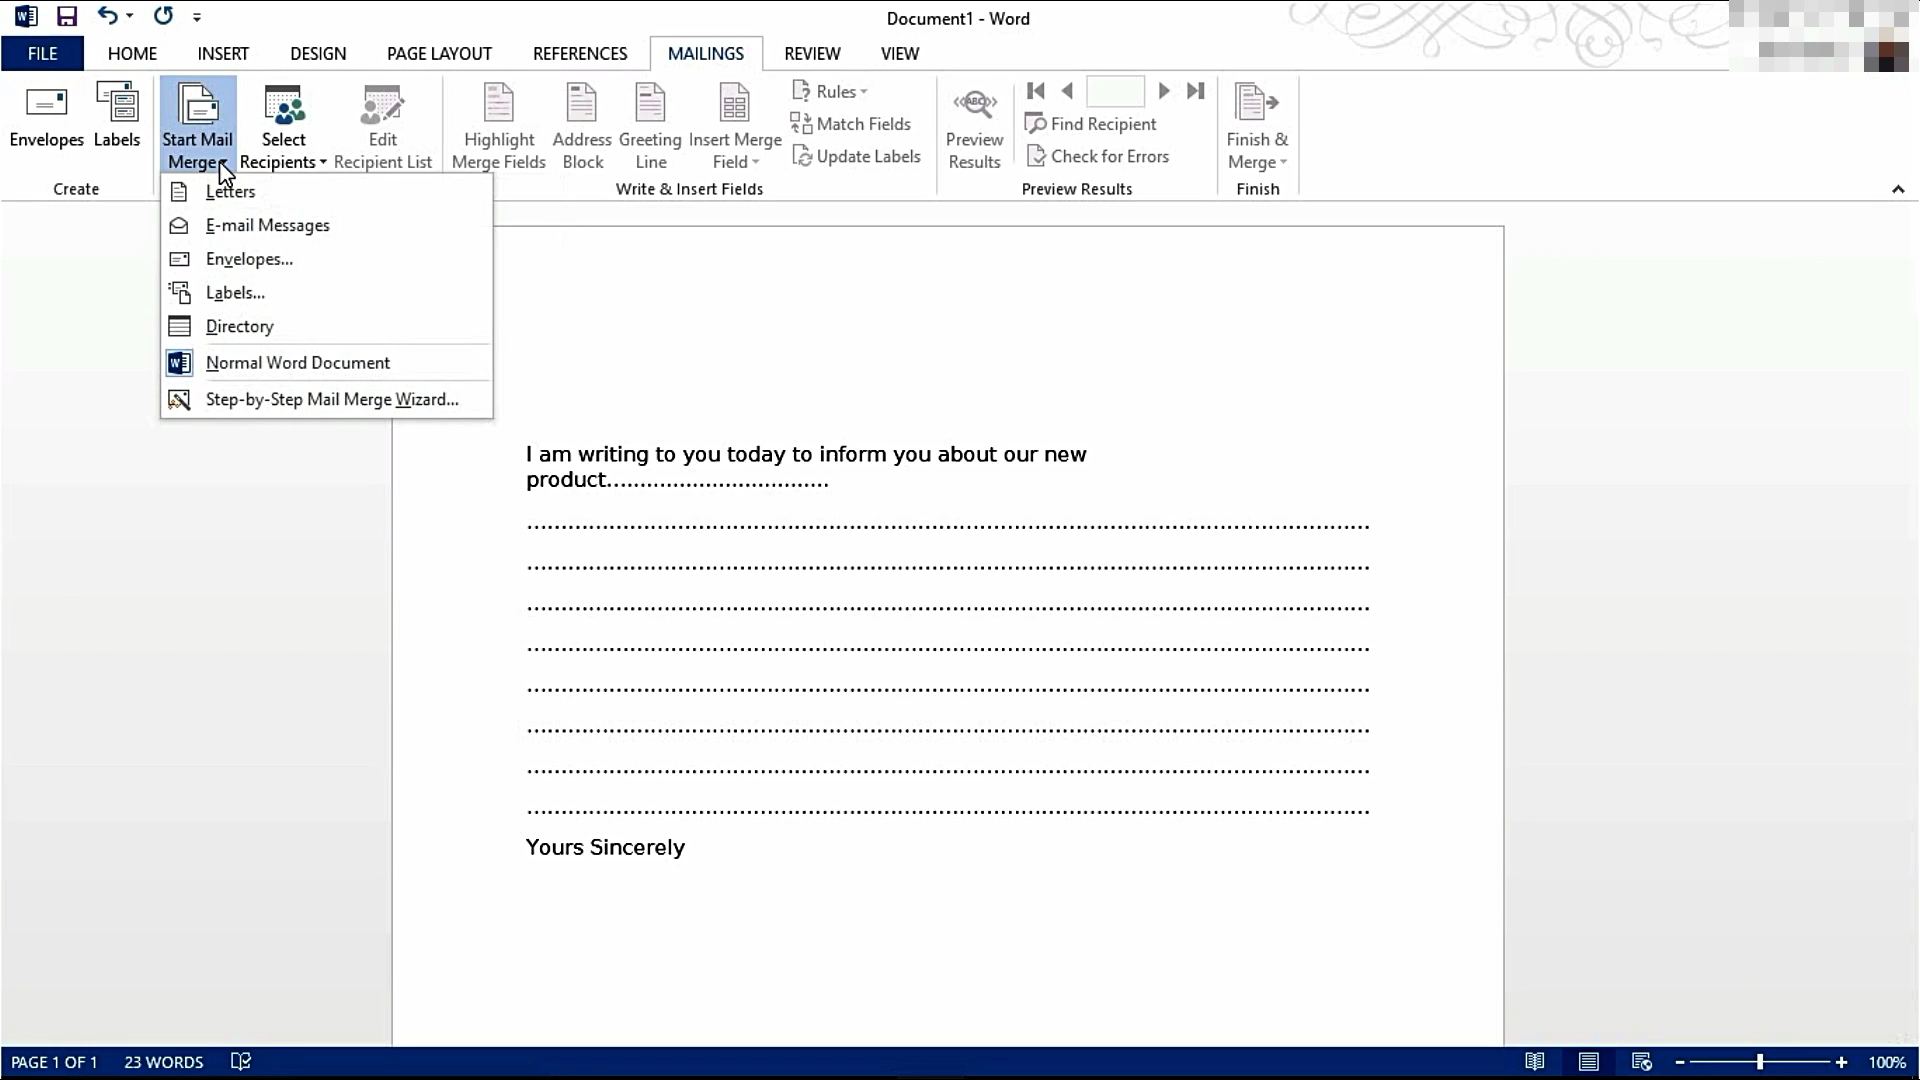 Document1 - Word
FILE HOME INSERT DESIGN PAGE LAYOUT REFERENCES MAILINGS REVIEW VIEW
Envelopes
Labels
Create
Start Mail
Merge
Select
Recipients
Edit
Recipient List
Highlight
Merge Fields
Address
Block
Greeting
Line
Insert Merge
Field
Rules
Match Fields
Update Labels
Write & Insert Fields
Preview
Results
Find Recipient
Check for Errors
Preview Results
Finish &
Merge
Finish
Letters
E-mail Messages
Envelopes...
Labels...
Directory
Normal Word Document
Step-by-Step Mail Merge Wizard...
I am writing to you today to inform you about our new
product..................................
........................................................................................................................
........................................................................................................................
........................................................................................................................
........................................................................................................................
........................................................................................................................
........................................................................................................................
........................................................................................................................
........................................................................................................................
Yours Sincerely
PAGE 1 OF 1 23 WORDS 100%